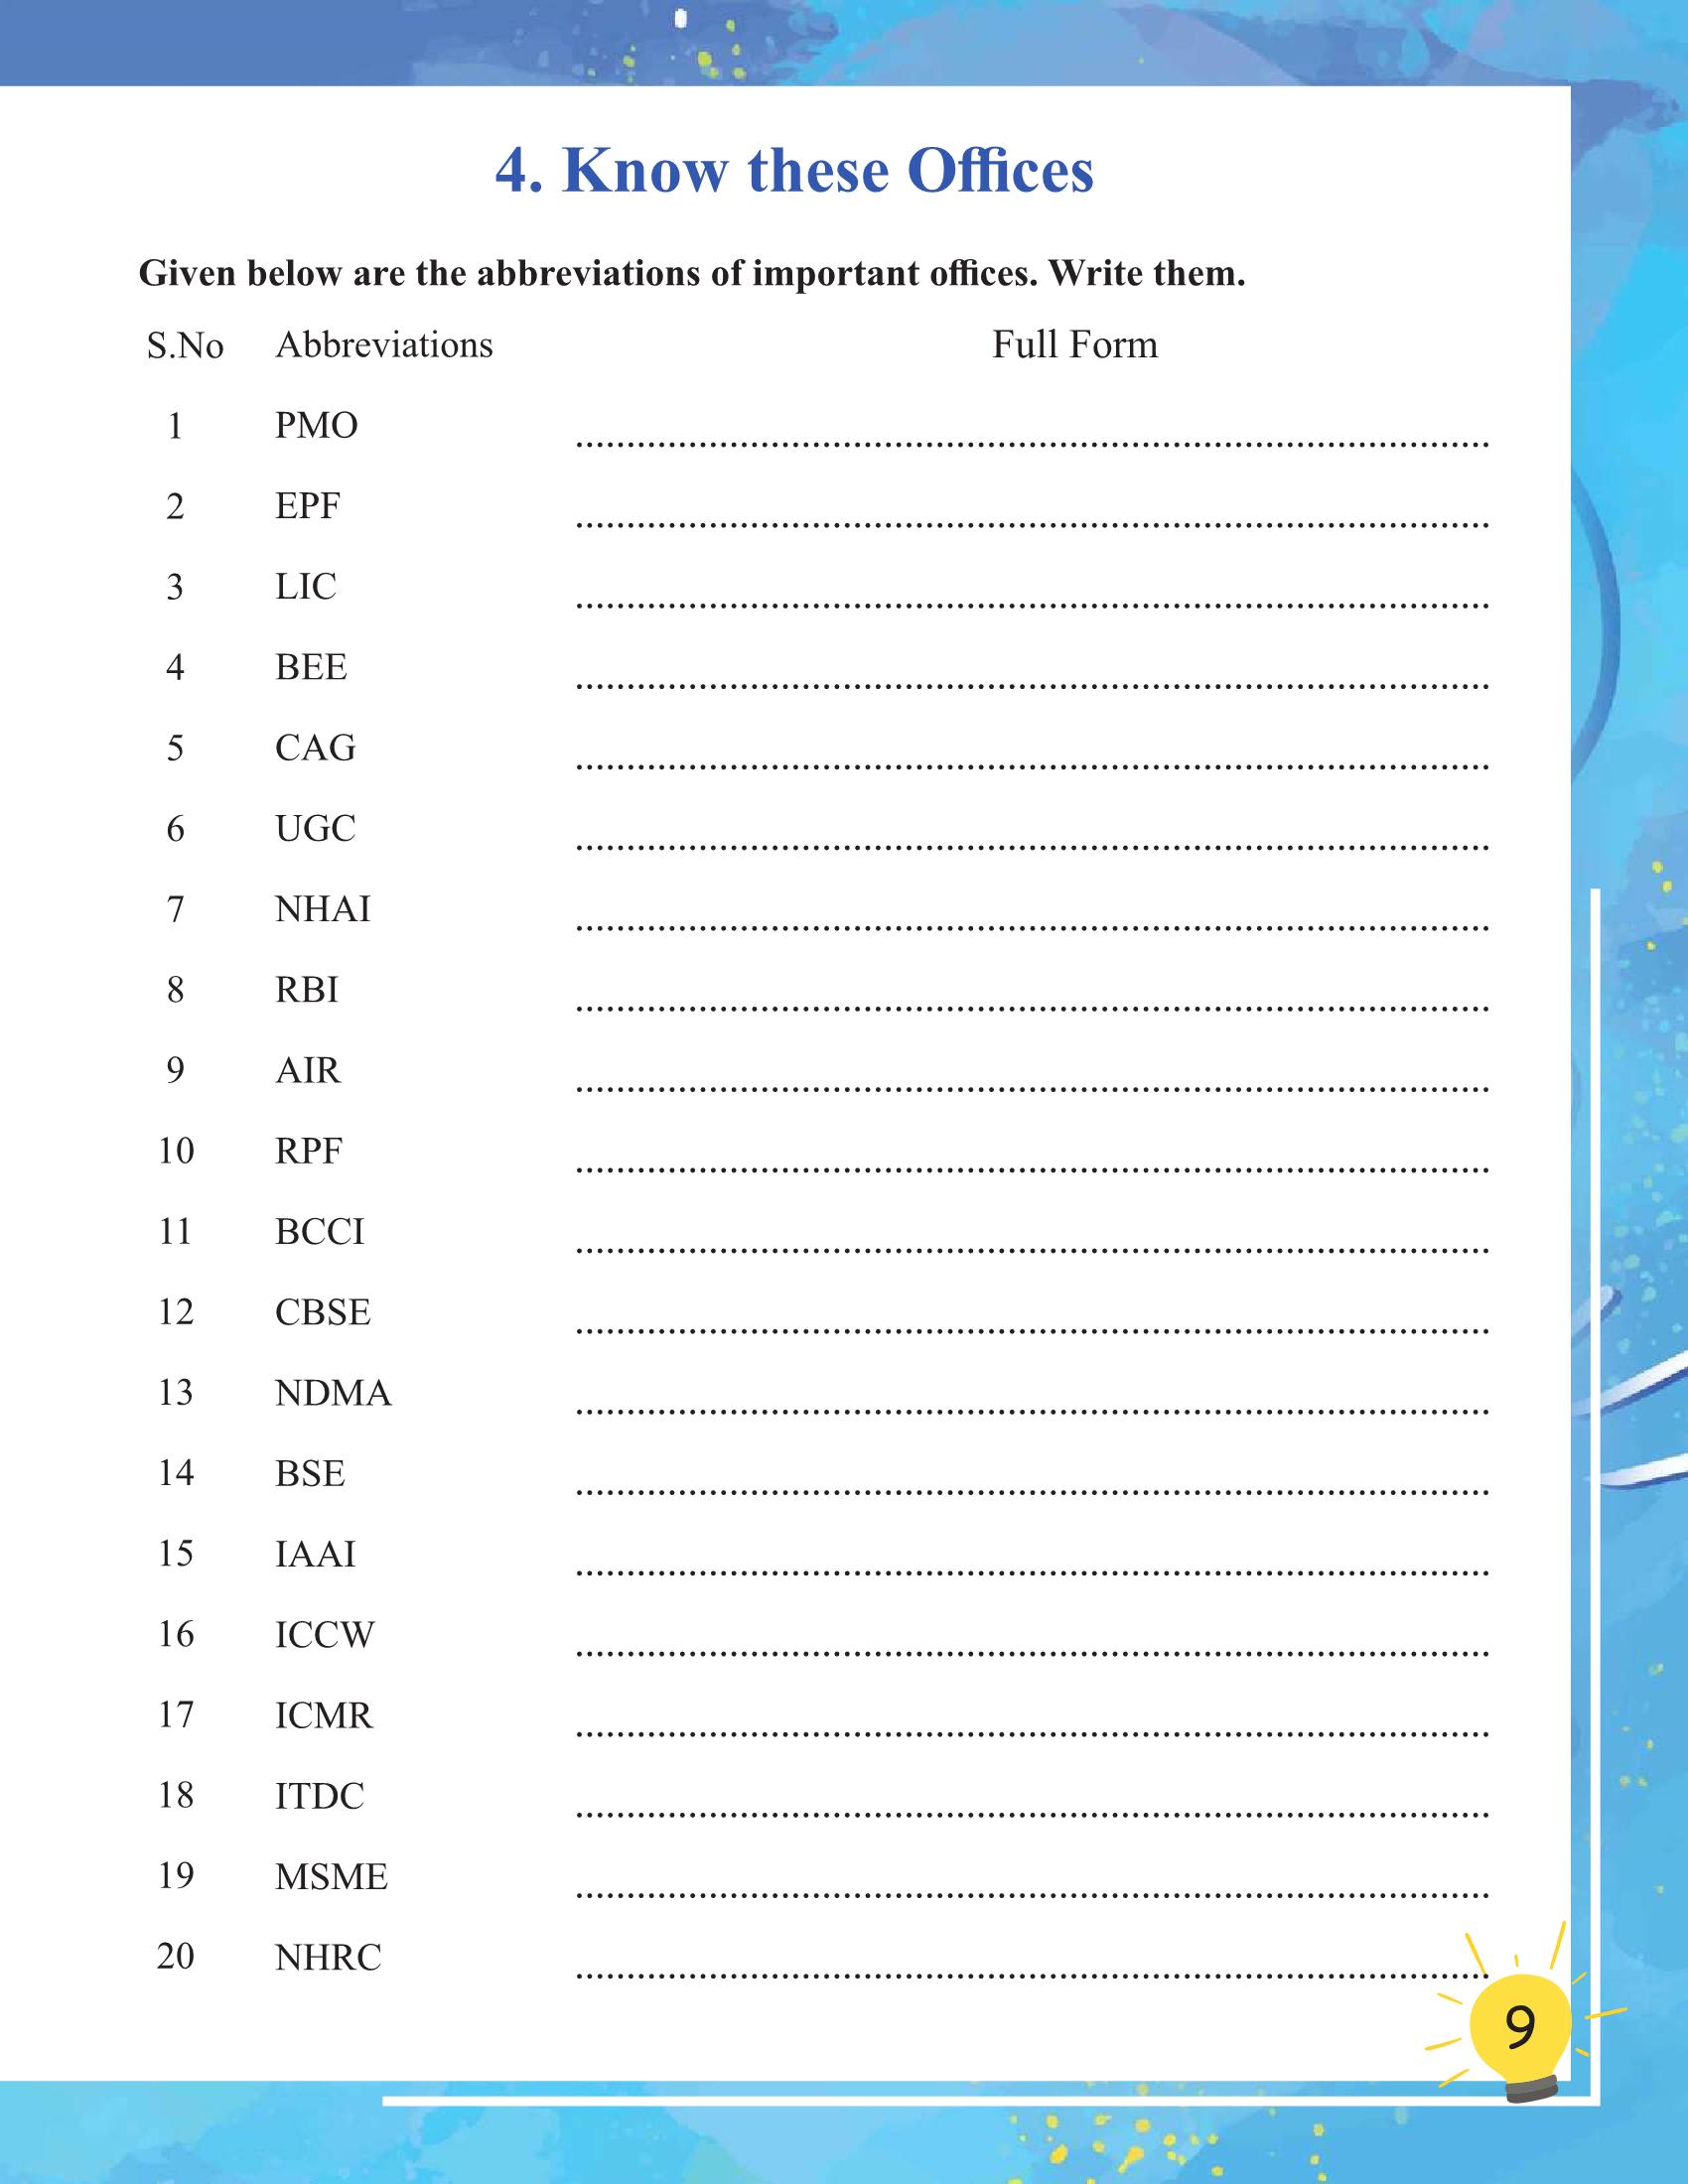 4. Know these Offices
Given below are the abbreviations of important offices. Write them.
S.No Abbreviations Full Form
1 PMO ........................................................................................
2 EPF ........................................................................................
3 LIC ........................................................................................
4 BEE ........................................................................................
5 CAG ........................................................................................
6 UGC ........................................................................................
7 NHAI ........................................................................................
8 RBI ........................................................................................
9 AIR ........................................................................................
10 RPF ........................................................................................
11 BCCI ........................................................................................
12 CBSE ........................................................................................
13 NDMA ........................................................................................
14 BSE ........................................................................................
15 IAAI ........................................................................................
16 ICCW ........................................................................................
17 ICMR ........................................................................................
18 ITDC ........................................................................................
19 MSME ........................................................................................
20 NHRC ........................................................................................
9